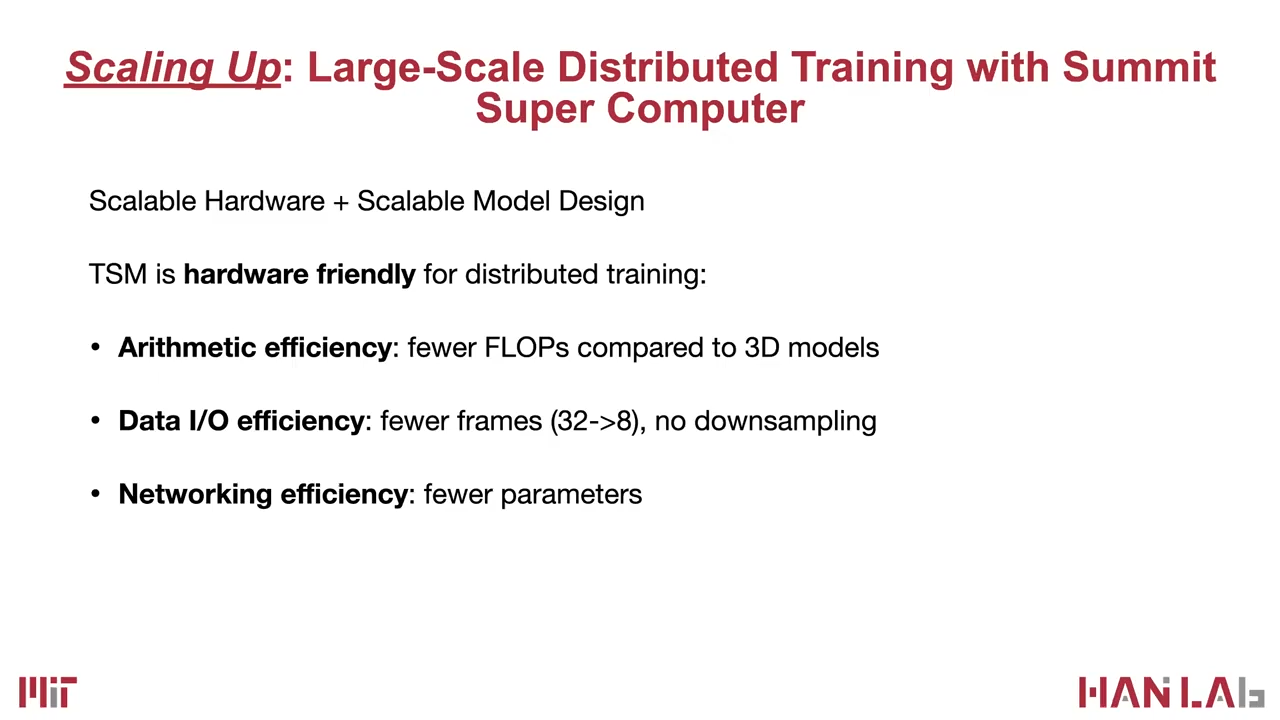 Scaling Up: Large-Scale Distributed Training with Summit
Super Computer
Scalable Hardware + Scalable Model Design
TSM is hardware friendly for distributed training:
• Arithmetic efficiency: fewer FLOPs compared to 3D models
• Data I/O efficiency: fewer frames (32->8), no downsampling
• Networking efficiency: fewer parameters
MIT
HAN LAb